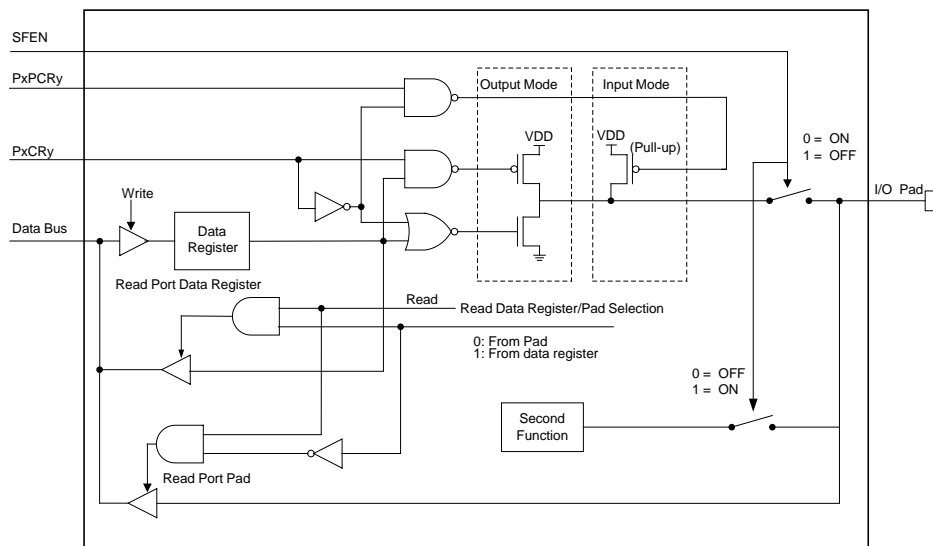 SFEN
PxPCRy
Output Mode
Input Mode
VDD
VDD
(Pull-up)
0 = ON
1 = OFF
PxCRy
I/O Pad
Write
Data Bus
Data
Register
Read Port Data Register
Read
Read Data Register/Pad Selection
0: From Pad
1: From data register
0 = OFF
1 = ON
Second
Function
Read Port Pad